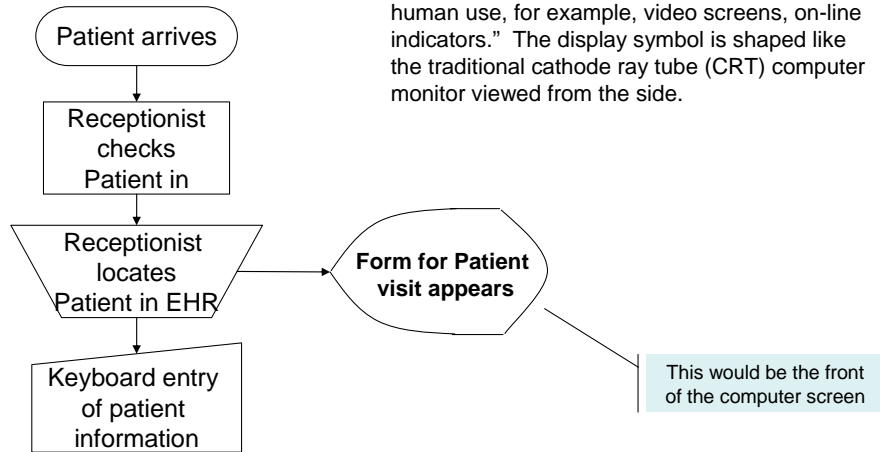 human use, for example, video screens, on-line
indicators.”  The display symbol is shaped like
the traditional cathode ray tube (CRT) computer
monitor viewed from the side.
Patient arrives
Receptionist
checks
Patient in
Receptionist
locates
Patient in EHR
Form for Patient
visit appears
This would be the front
of the computer screen
Keyboard entry
of patient
information